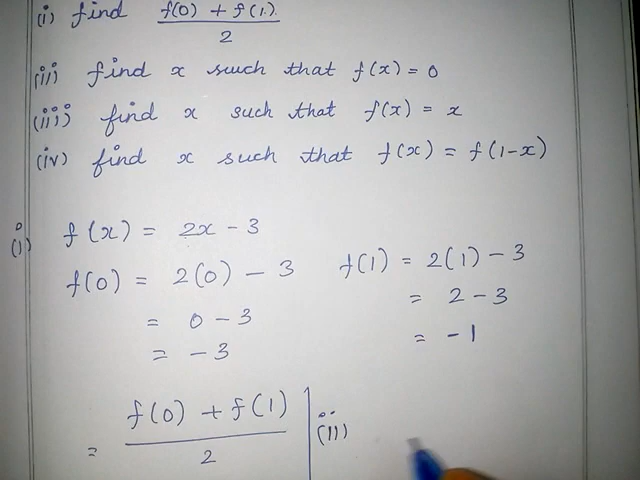 (i) find f(0) + f(1)
2
(ii) find x such that f(x) = 0
(iii) find x such that f(x) = x
(iv) find x such that f(x) = f(1-x)
(i) f(x) = 2x - 3
f(0) = 2(0) - 3
= 0 - 3
= -3
f(1) = 2(1) - 3
= 2 - 3
= -1
= f(0) + f(1)
2
(ii)